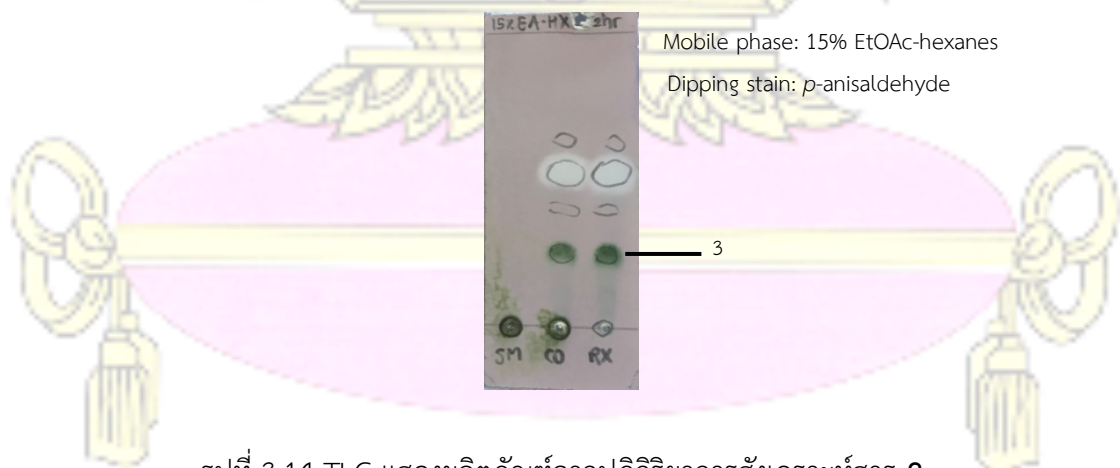 15% EA-HX 2hr
Mobile phase: 15% EtOAc-hexanes
Dipping stain: p-anisaldehyde
3
SM CO RX
รูปที่ 3.14 TLC แสดงผลิตภัณฑ์จากปฏิกิริยาการสังเคราะห์สาร